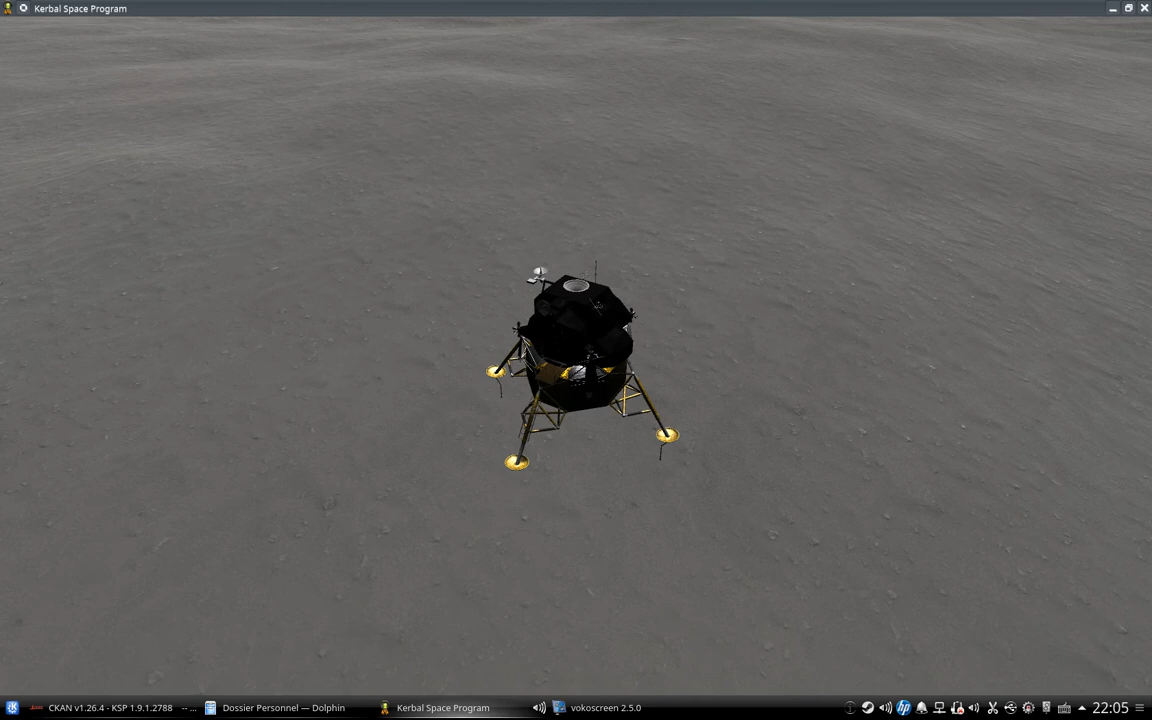 Kerbal Space Program
CKAN v1.26.4 - KSP 1.9.1.2788 -- ...
Dossier Personnel — Dolphin
Kerbal Space Program
vokoscreen 2.5.0
hp
22:05